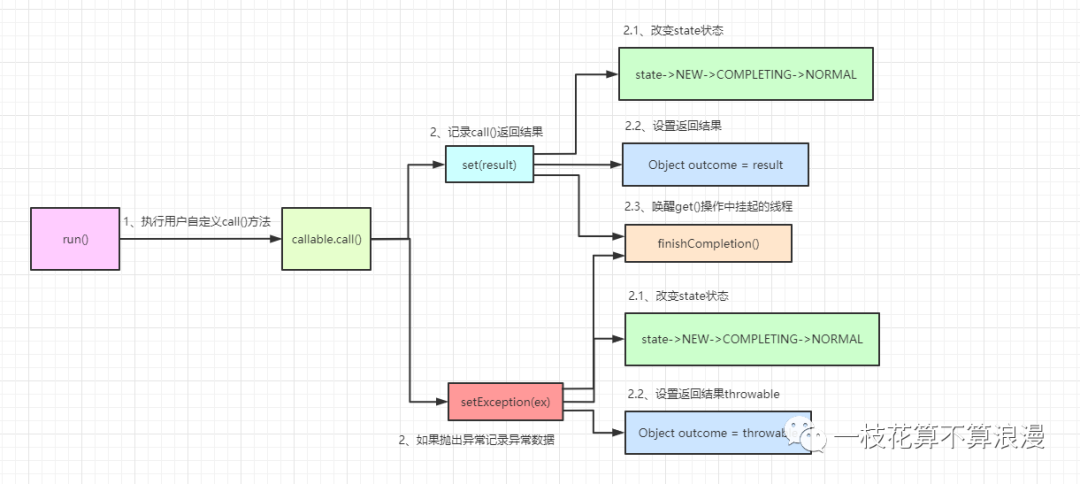 2.1、改变state状态
state->NEW->COMPLETING->NORMAL
2、记录call()返回结果
set(result)
2.2、设置返回结果
Object outcome = result
1、执行用户自定义call()方法
run()
callable.call()
2.3、唤醒get()操作中挂起的线程
finishCompletion()
2.1、改变state状态
state->NEW->COMPLETING->NORMAL
setException(ex)
2、如果抛出异常记录异常数据
2.2、设置返回结果throwable
Object outcome = throwab
一枝花算不算浪漫